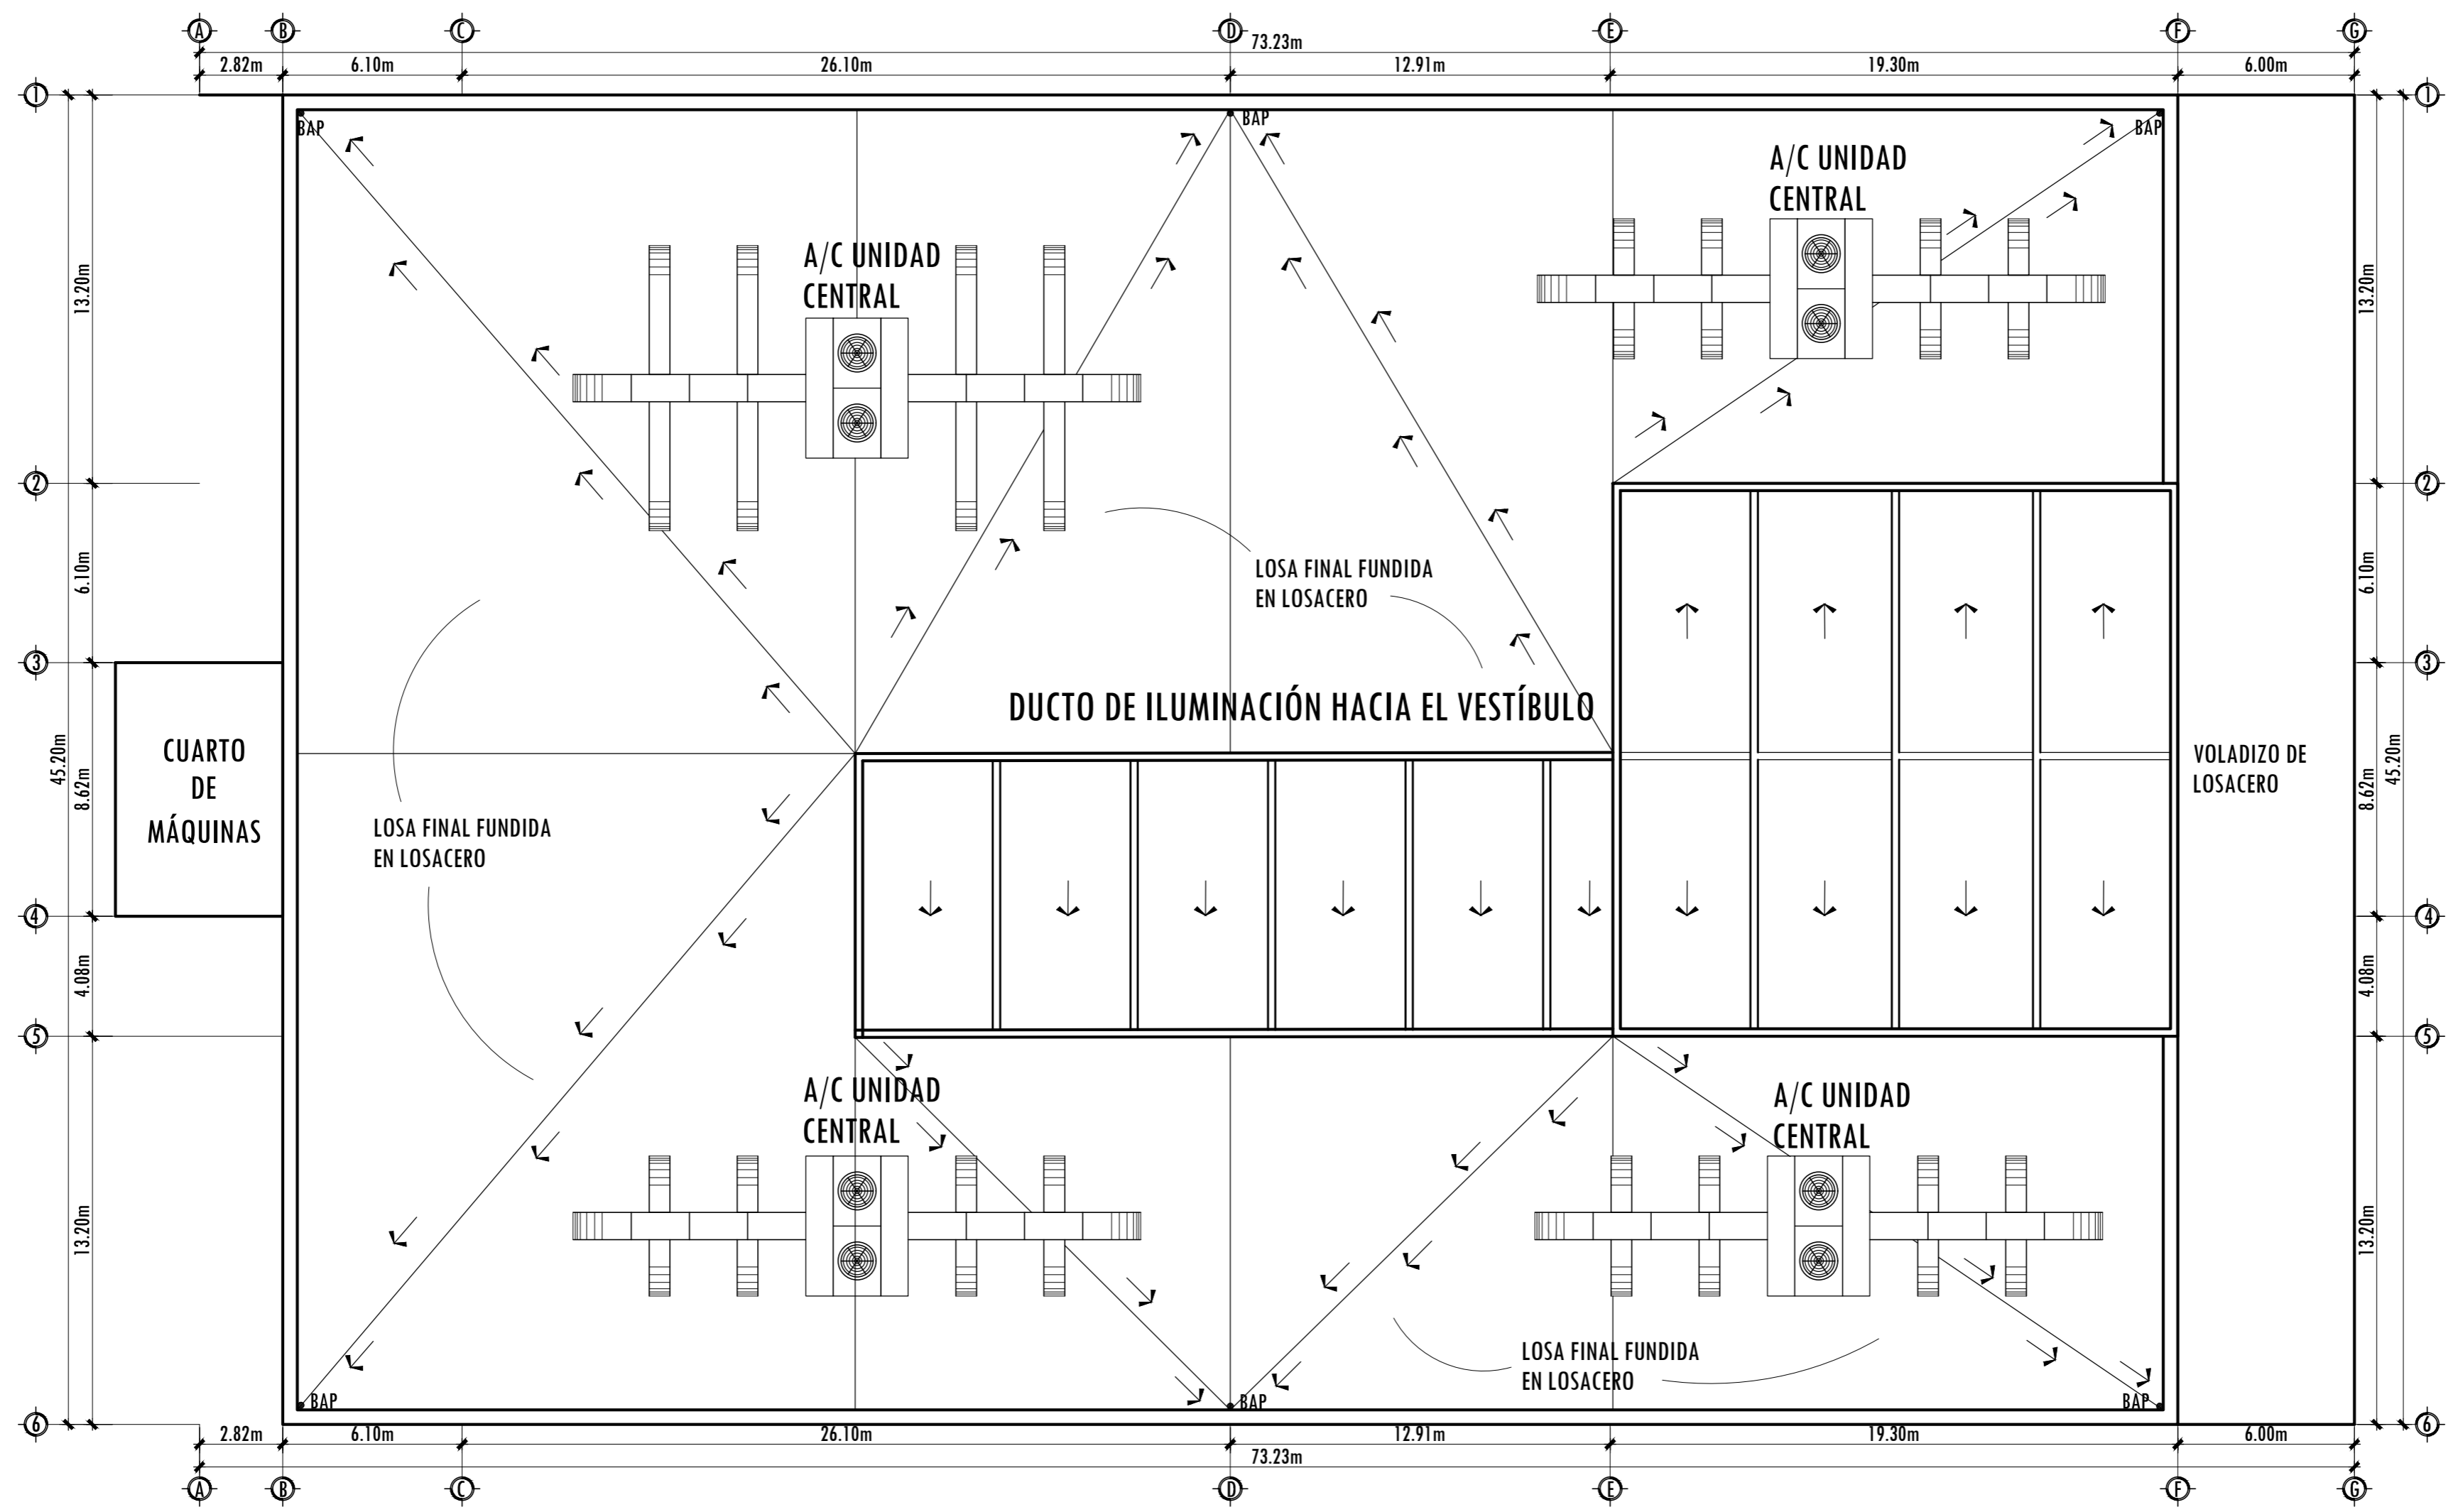 A B C D E F G
73.23m
2.82m 6.10m 26.10m 12.91m 19.30m 6.00m
1 1
BAP BAP BAP
A/C UNIDAD
CENTRAL
A/C UNIDAD
CENTRAL
13.20m 13.20m
2 2
LOSA FINAL FUNDIDA
EN LOSACERO
6.10m 6.10m
3 3
DUCTO DE ILUMINACIÓN HACIA EL VESTÍBULO
CUARTO
DE
MÁQUINAS
45.20m 8.62m 8.62m 45.20m
VOLADIZO DE
LOSACERO
LOSA FINAL FUNDIDA
EN LOSACERO
4 4
4.08m 4.08m
5 5
A/C UNIDAD
CENTRAL
A/C UNIDAD
CENTRAL
13.20m 13.20m
LOSA FINAL FUNDIDA
EN LOSACERO
BAP BAP BAP
6 6
2.82m 6.10m 26.10m 12.91m 19.30m 6.00m
73.23m
A B C D E F G